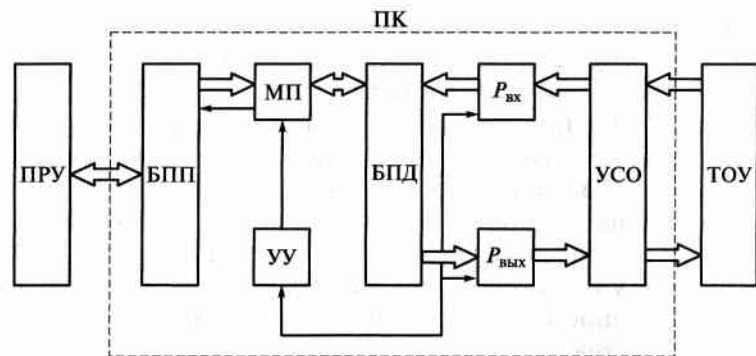 ПК
ПРУ
БПП
МП
УУ
БПД
Pвх
Pвых
УСО
ТОУ